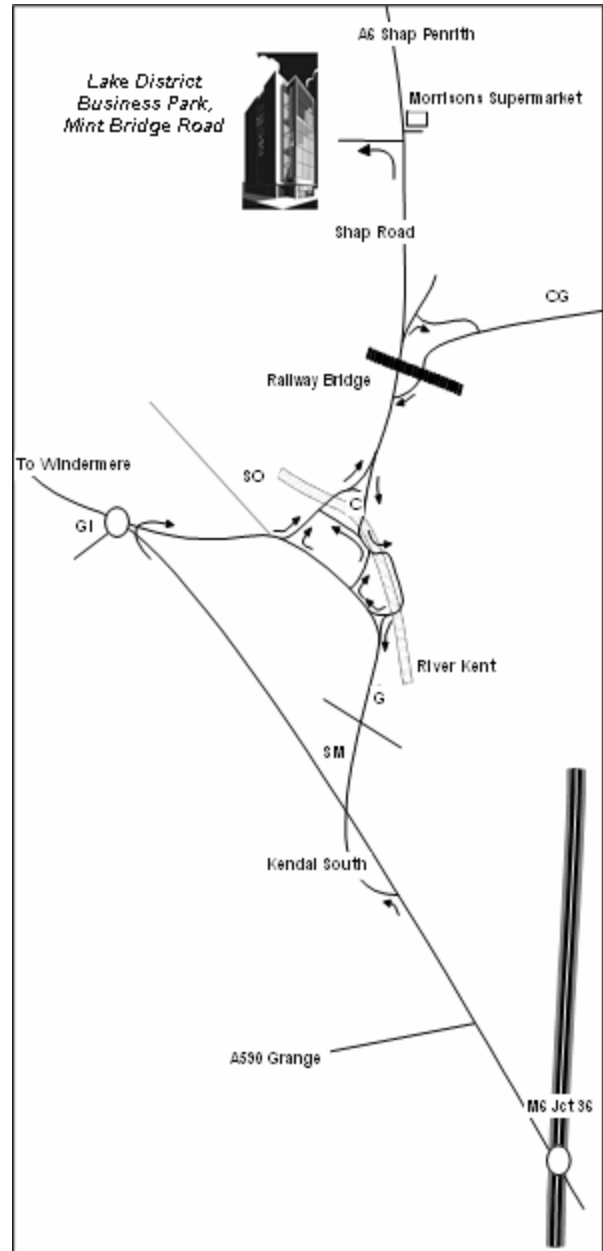 A6 Shap Penrith
Lake District
Business Park,
Mint Bridge Road
Morrisons Supermarket
Shap Road
CG
Railway Bridge
To Windermere
SO
C
GI
River Kent
G
SM
Kendal South
A590 Grange
M6 Jct 36